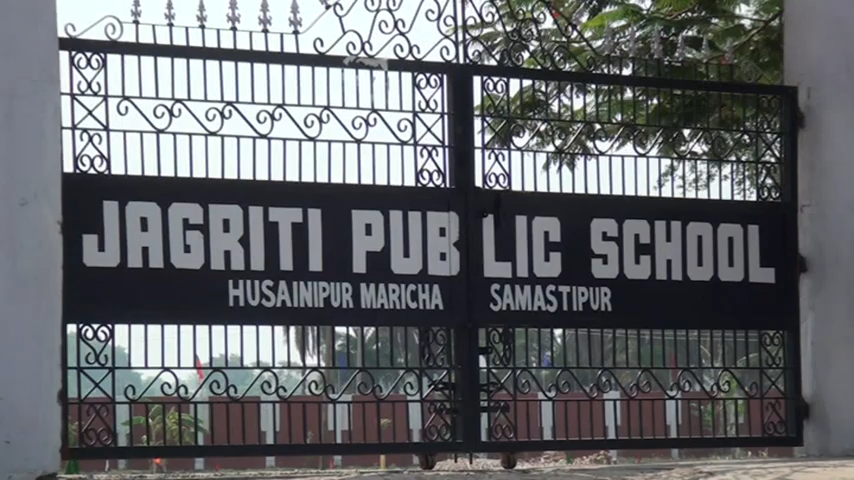 JAGRITI PUBLIC SCHOOL
HUSAINIPUR MARICHA SAMASTIPUR